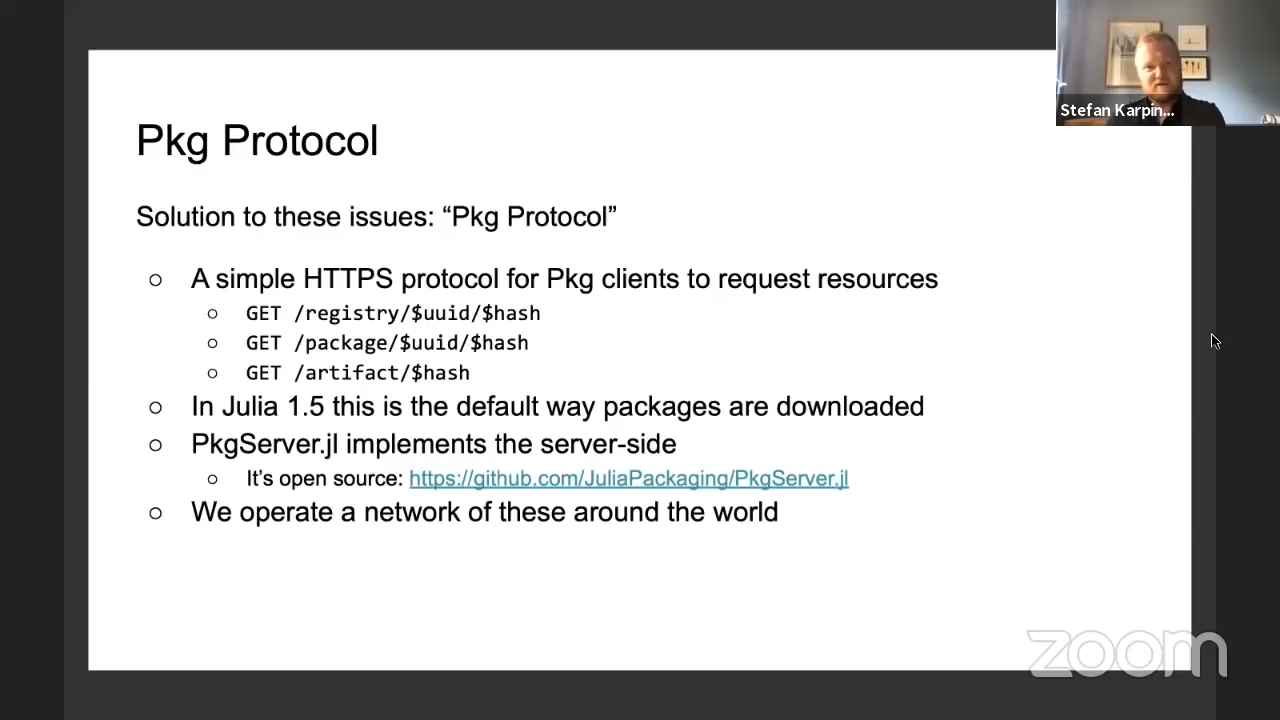 Stefan Karpin...
Pkg Protocol
Solution to these issues: “Pkg Protocol”
○ A simple HTTPS protocol for Pkg clients to request resources
○ GET /registry/$uuid/$hash
○ GET /package/$uuid/$hash
○ GET /artifact/$hash
○ In Julia 1.5 this is the default way packages are downloaded
○ PkgServer.jl implements the server-side
○ It’s open source: https://github.com/JuliaPackaging/PkgServer.jl
○ We operate a network of these around the world
zoom